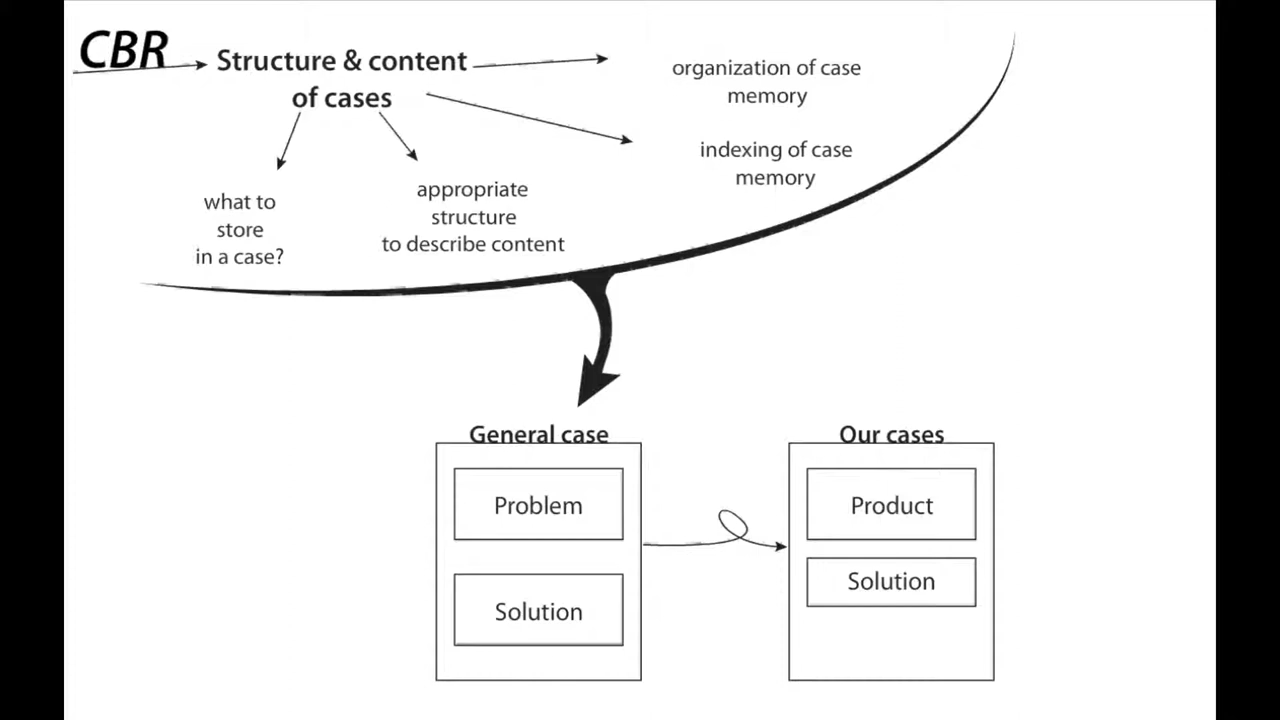 CBR
Structure & content
of cases
organization of case
memory
indexing of case
memory
what to
store
in a case?
appropriate
structure
to describe content
General case
Problem
Solution
Our cases
Product
Solution